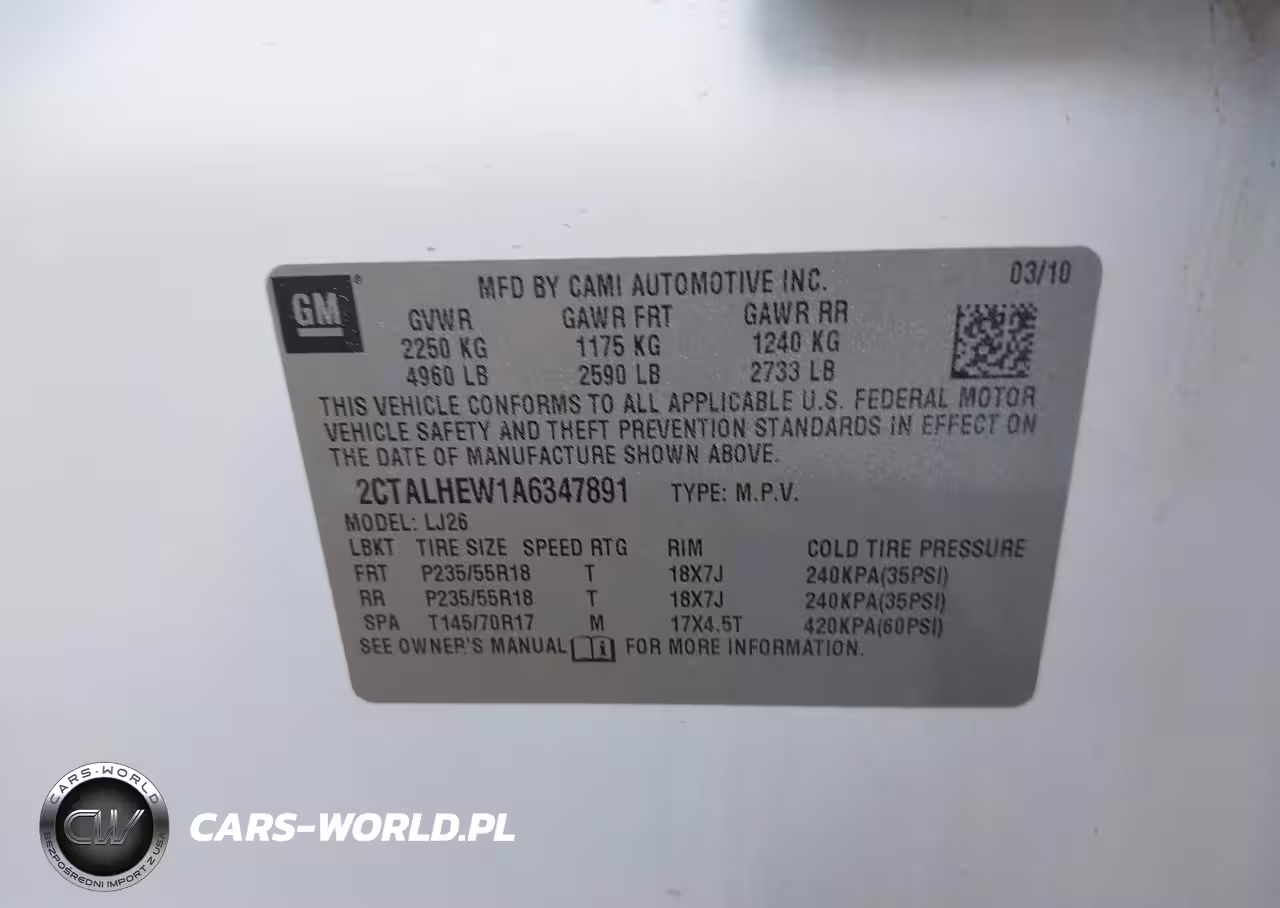 GM®
MFD BY CAMI AUTOMOTIVE INC. 03/10
GVWR GAWR FRT GAWR RR
2250 KG 1175 KG 1240 KG
4960 LB 2590 LB 2733 LB
THIS VEHICLE CONFORMS TO ALL APPLICABLE U.S. FEDERAL MOTOR
VEHICLE SAFETY AND THEFT PREVENTION STANDARDS IN EFFECT ON
THE DATE OF MANUFACTURE SHOWN ABOVE.
2CTALHEW1A6347891 TYPE: M.P.V.
MODEL: LJ26
LBKT TIRE SIZE SPEED RTG RIM COLD TIRE PRESSURE
FRT P235/55R18 T 18X7J 240KPA(35PSI)
RR P235/55R18 T 18X7J 240KPA(35PSI)
SPA T145/70R17 M 17X4.5T 420KPA(60PSI)
SEE OWNER'S MANUAL FOR MORE INFORMATION.
CARS-WORLD
CW
BEZPOŚREDNI IMPORT Z USA
CARS-WORLD.PL